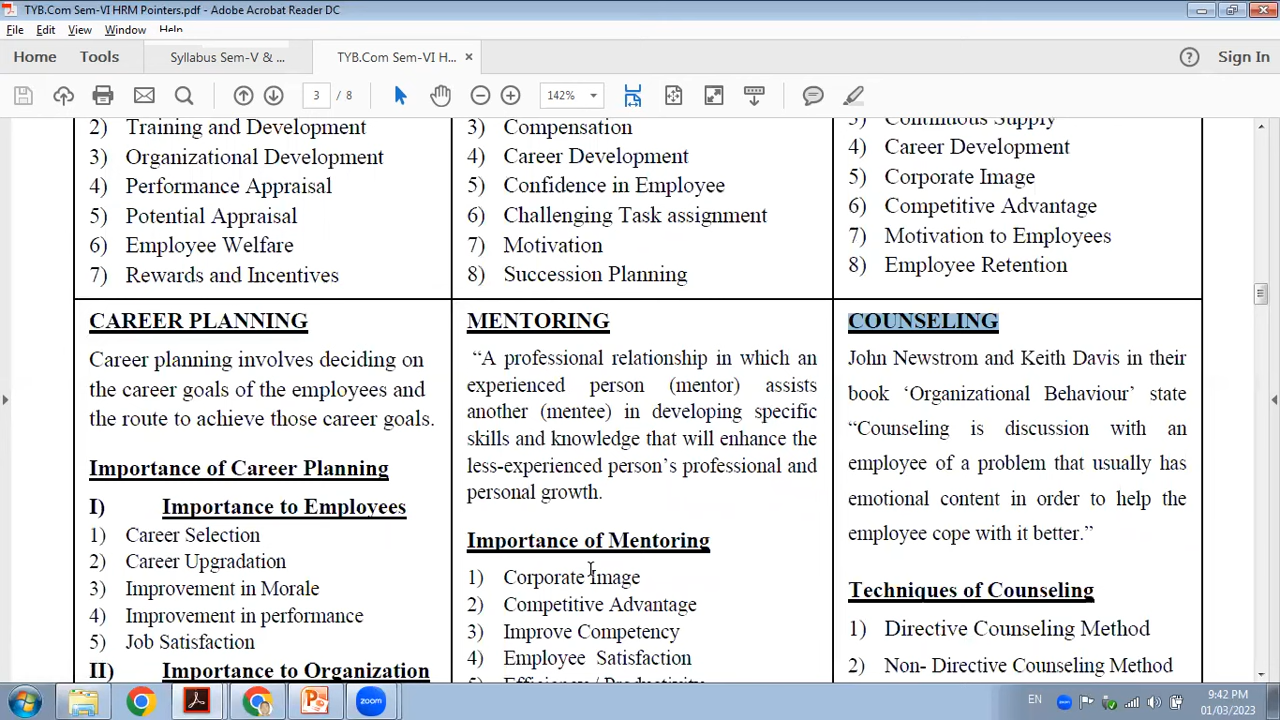 TYB.Com Sem-VI HRM Pointers.pdf - Adobe Acrobat Reader DC
File Edit View Window Help
Home Tools Syllabus Sem-V & ... TYB.Com Sem-VI H... × ? Sign In
3 / 8 142%
2) Training and Development
3) Organizational Development
4) Performance Appraisal
5) Potential Appraisal
6) Employee Welfare
7) Rewards and Incentives
3) Compensation
4) Career Development
5) Confidence in Employee
6) Challenging Task assignment
7) Motivation
8) Succession Planning
3) Continuous Supply
4) Career Development
5) Corporate Image
6) Competitive Advantage
7) Motivation to Employees
8) Employee Retention
CAREER PLANNING
Career planning involves deciding on
the career goals of the employees and
the route to achieve those career goals.
Importance of Career Planning
I) Importance to Employees
1) Career Selection
2) Career Upgradation
3) Improvement in Morale
4) Improvement in performance
5) Job Satisfaction
II) Importance to Organization
MENTORING
“A professional relationship in which an
experienced person (mentor) assists
another (mentee) in developing specific
skills and knowledge that will enhance the
less-experienced person’s professional and
personal growth.
Importance of Mentoring
1) Corporate Image
2) Competitive Advantage
3) Improve Competency
4) Employee Satisfaction
5) Efficiency / Productivity
COUNSELING
John Newstrom and Keith Davis in their
book ‘Organizational Behaviour’ state
“Counseling is discussion with an
employee of a problem that usually has
emotional content in order to help the
employee cope with it better.”
Techniques of Counseling
1) Directive Counseling Method
2) Non- Directive Counseling Method
zoom
EN
9:42 PM
01/03/2023